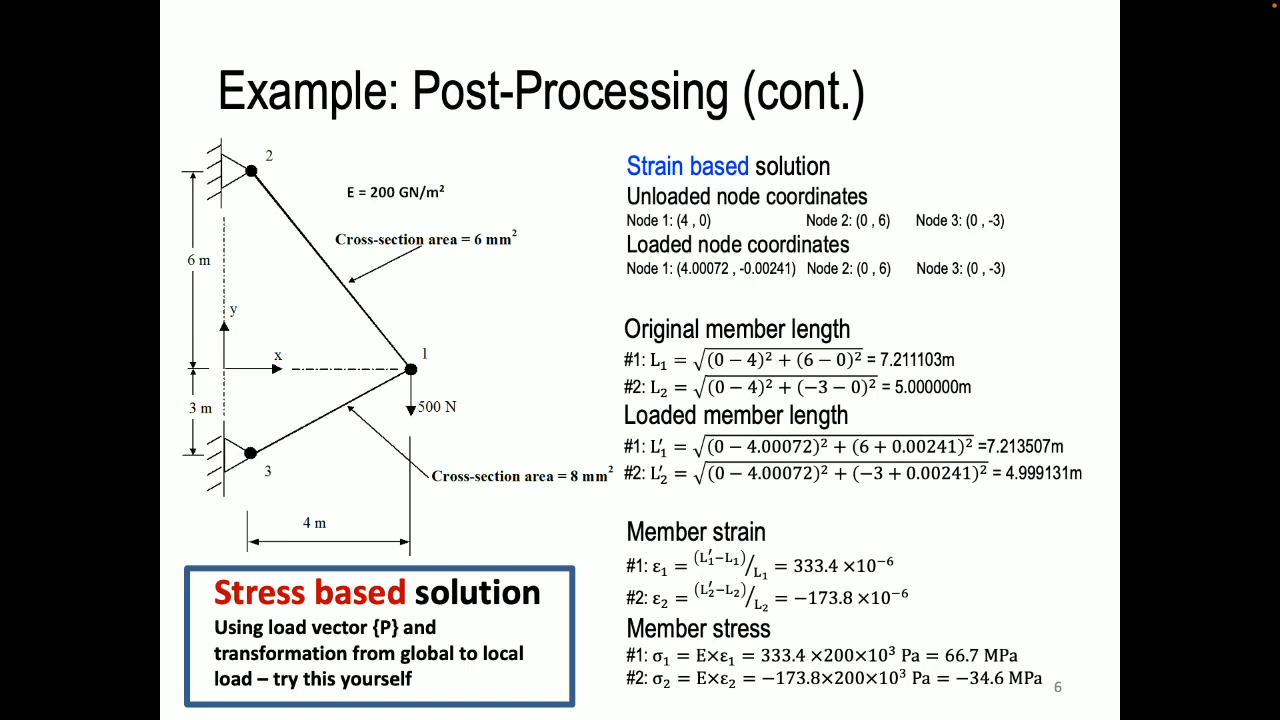 Example: Post-Processing (cont.)
2
E = 200 GN/m²
Cross-section area = 6 mm²
6 m
y
x
1
500 N
3 m
3
Cross-section area = 8 mm²
4 m
Stress based solution
Using load vector {P} and
transformation from global to local
load – try this yourself
Strain based solution
Unloaded node coordinates
Node 1: (4 , 0) Node 2: (0 , 6) Node 3: (0 , -3)
Loaded node coordinates
Node 1: (4.00072 , -0.00241) Node 2: (0 , 6) Node 3: (0 , -3)
Original member length
#1: L₁ = √(0 − 4)² + (6 − 0)² = 7.211103m
#2: L₂ = √(0 − 4)² + (−3 − 0)² = 5.000000m
Loaded member length
#1: L′₁ = √(0 − 4.00072)² + (6 + 0.00241)² =7.213507m
#2: L′₂ = √(0 − 4.00072)² + (−3 + 0.00241)² = 4.999131m
Member strain
#1: ε₁ = (L′₁−L₁)/L₁ = 333.4 ×10⁻⁶
#2: ε₂ = (L′₂−L₂)/L₂ = −173.8 ×10⁻⁶
Member stress
#1: σ₁ = E×ε₁ = 333.4 ×200×10³ Pa = 66.7 MPa
#2: σ₂ = E×ε₂ = −173.8×200×10³ Pa = −34.6 MPa
6